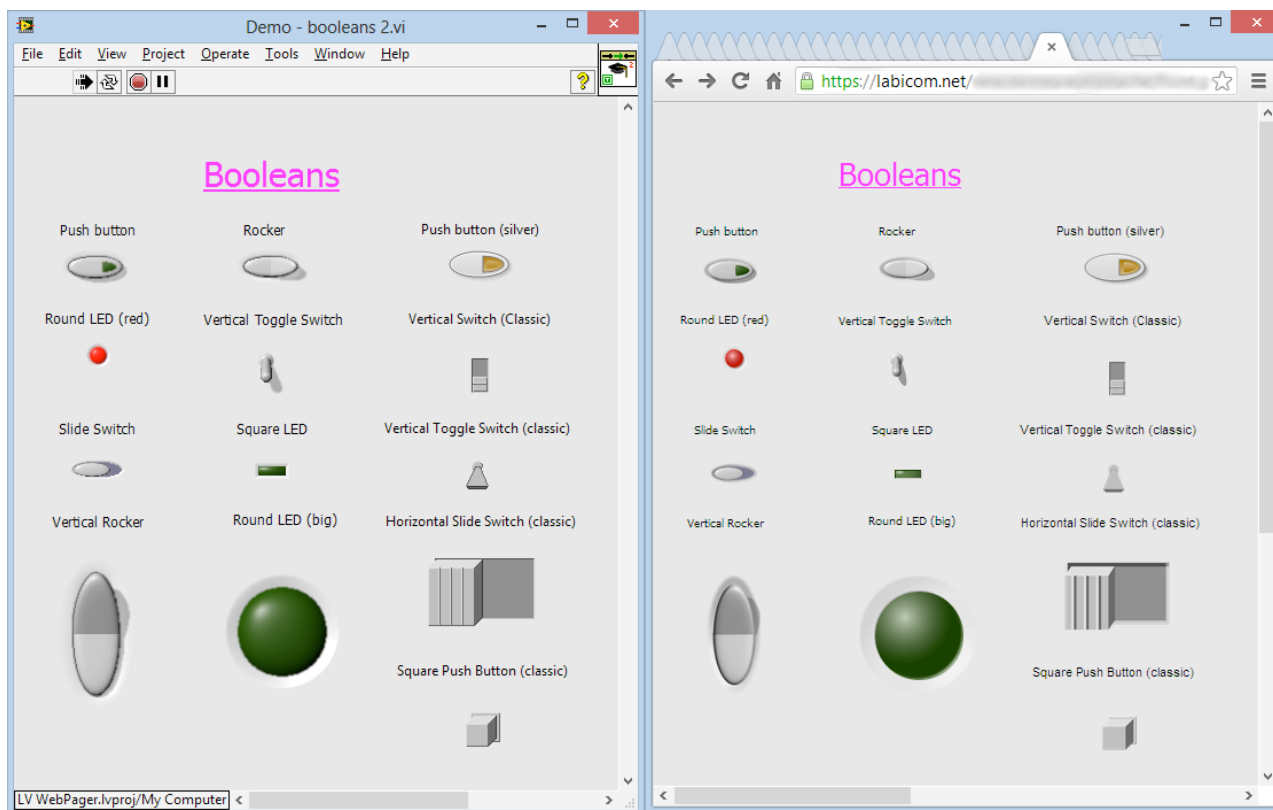 Demo - booleans 2.vi
File Edit View Project Operate Tools Window Help
2
?
Booleans
Push button Rocker Push button (silver)
Round LED (red) Vertical Toggle Switch Vertical Switch (Classic)
Slide Switch Square LED Vertical Toggle Switch (classic)
Vertical Rocker Round LED (big) Horizontal Slide Switch (classic)
Square Push Button (classic)
LV WebPager.lvproj/My Computer
https://labicom.net/
Booleans
Push button Rocker Push button (silver)
Round LED (red) Vertical Toggle Switch Vertical Switch (Classic)
Slide Switch Square LED Vertical Toggle Switch (classic)
Vertical Rocker Round LED (big) Horizontal Slide Switch (classic)
Square Push Button (classic)